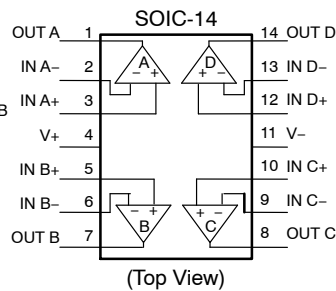 SOIC-14
OUT A 1 14 OUT D
IN A− 2 A D 13 IN D−
− + + −
B IN A+ 3 12 IN D+
V+ 4 11 V−
IN B+ 5 10 IN C+
− + + −
IN B− 6 B C 9 IN C−
OUT B 7 8 OUT C
(Top View)